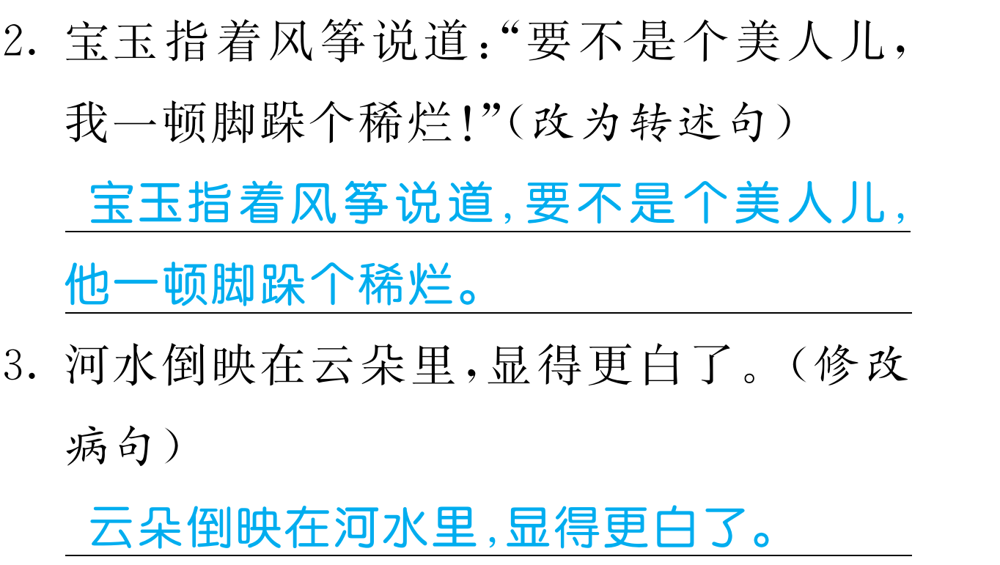 2. 宝玉指着风筝说道:“要不是个美人儿,
我一顿脚跺个稀烂!”(改为转述句)
宝玉指着风筝说道,要不是个美人儿,
他一顿脚跺个稀烂。
3. 河水倒映在云朵里,显得更白了。(修改
病句)
云朵倒映在河水里,显得更白了。